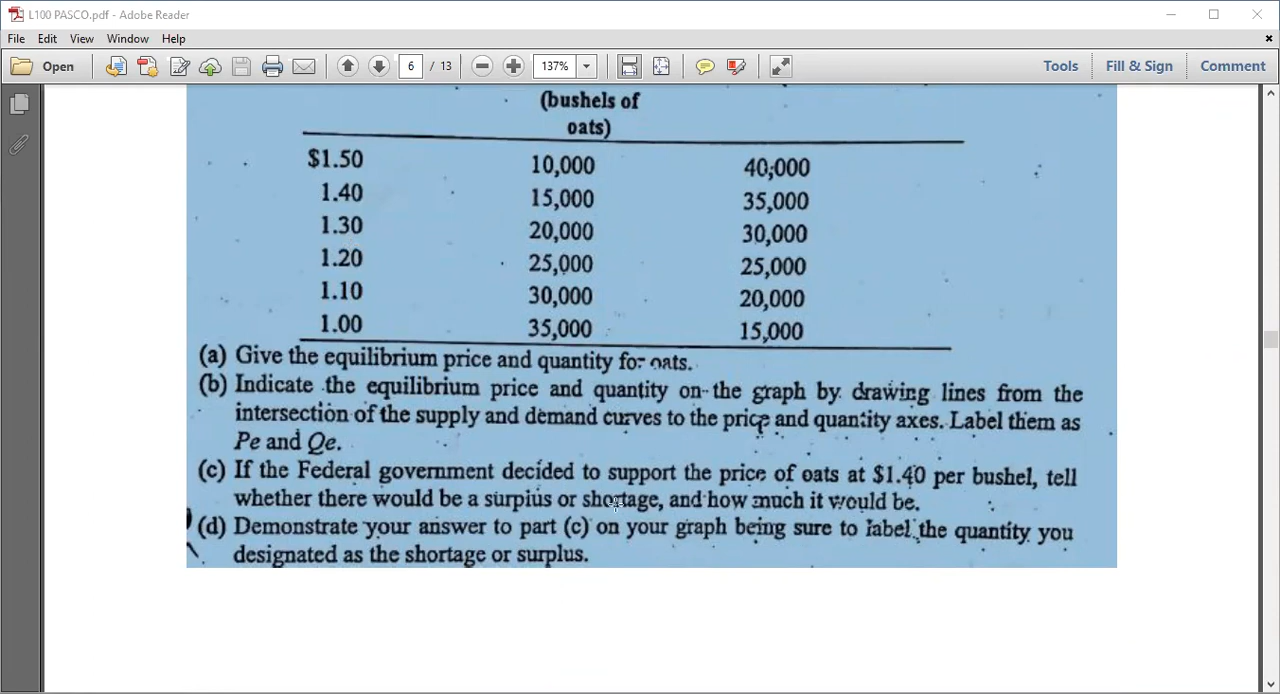 L100 PASCO.pdf - Adobe Reader
File Edit View Window Help
Open 6 / 13 137% Tools Fill & Sign Comment
(bushels of
oats)
$1.50 10,000 40,000
1.40 15,000 35,000
1.30 20,000 30,000
1.20 25,000 25,000
1.10 30,000 20,000
1.00 35,000 15,000
(a) Give the equilibrium price and quantity for oats.
(b) Indicate the equilibrium price and quantity on the graph by drawing lines from the
intersection of the supply and demand curves to the price and quantity axes. Label them as
Pe and Qe.
(c) If the Federal government decided to support the price of oats at $1.40 per bushel, tell
whether there would be a surplus or shortage, and how much it would be.
(d) Demonstrate your answer to part (c) on your graph being sure to label the quantity you
designated as the shortage or surplus.